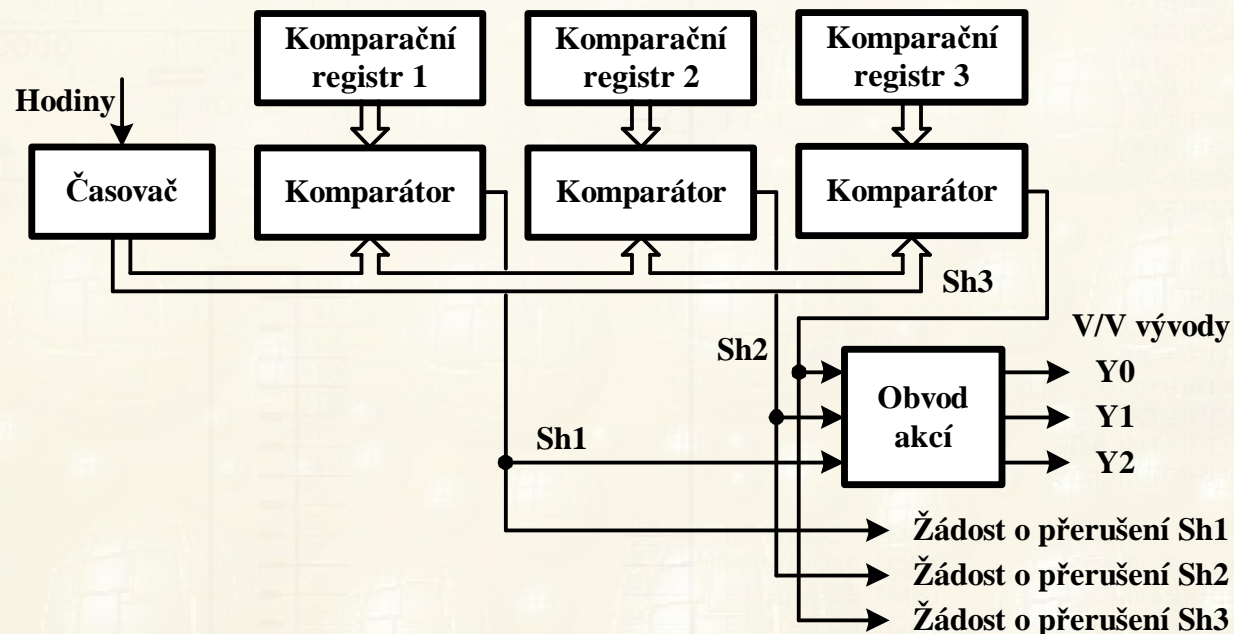 Komparační
registr 1
Komparační
registr 2
Komparační
registr 3
Hodiny
Časovač
Komparátor
Komparátor
Komparátor
Sh3
V/V vývody
Sh2
Y0
Obvod
akcí
Y1
Sh1
Y2
Žádost o přerušení Sh1
Žádost o přerušení Sh2
Žádost o přerušení Sh3